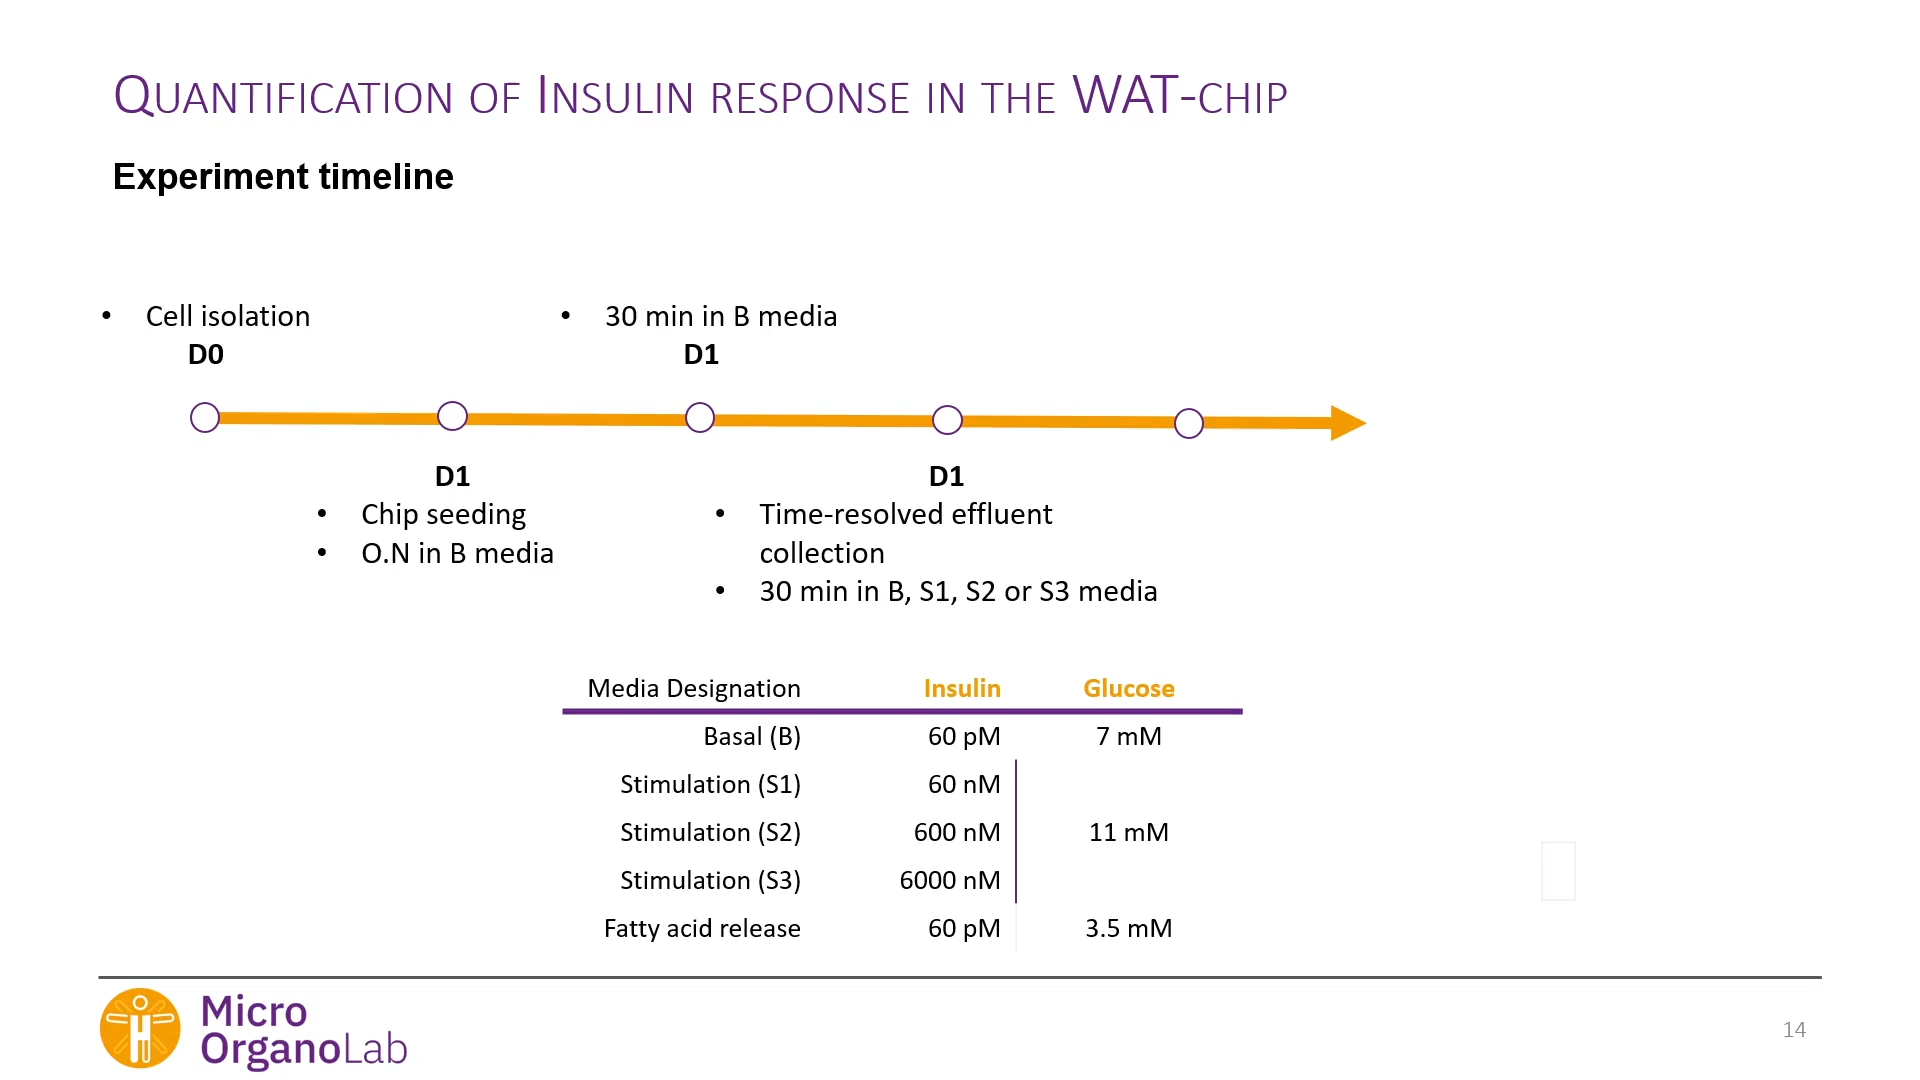 Quantification of Insulin response in the WAT-chip
Experiment timeline
• Cell isolation
D0
• 30 min in B media
D1
D1
• Chip seeding
• O.N in B media
D1
• Time-resolved effluent
collection
• 30 min in B, S1, S2 or S3 media
Media Designation Insulin Glucose
Basal (B) 60 pM 7 mM
Stimulation (S1) 60 nM
Stimulation (S2) 600 nM 11 mM
Stimulation (S3) 6000 nM
Fatty acid release 60 pM 3.5 mM
Micro
OrganoLab
14